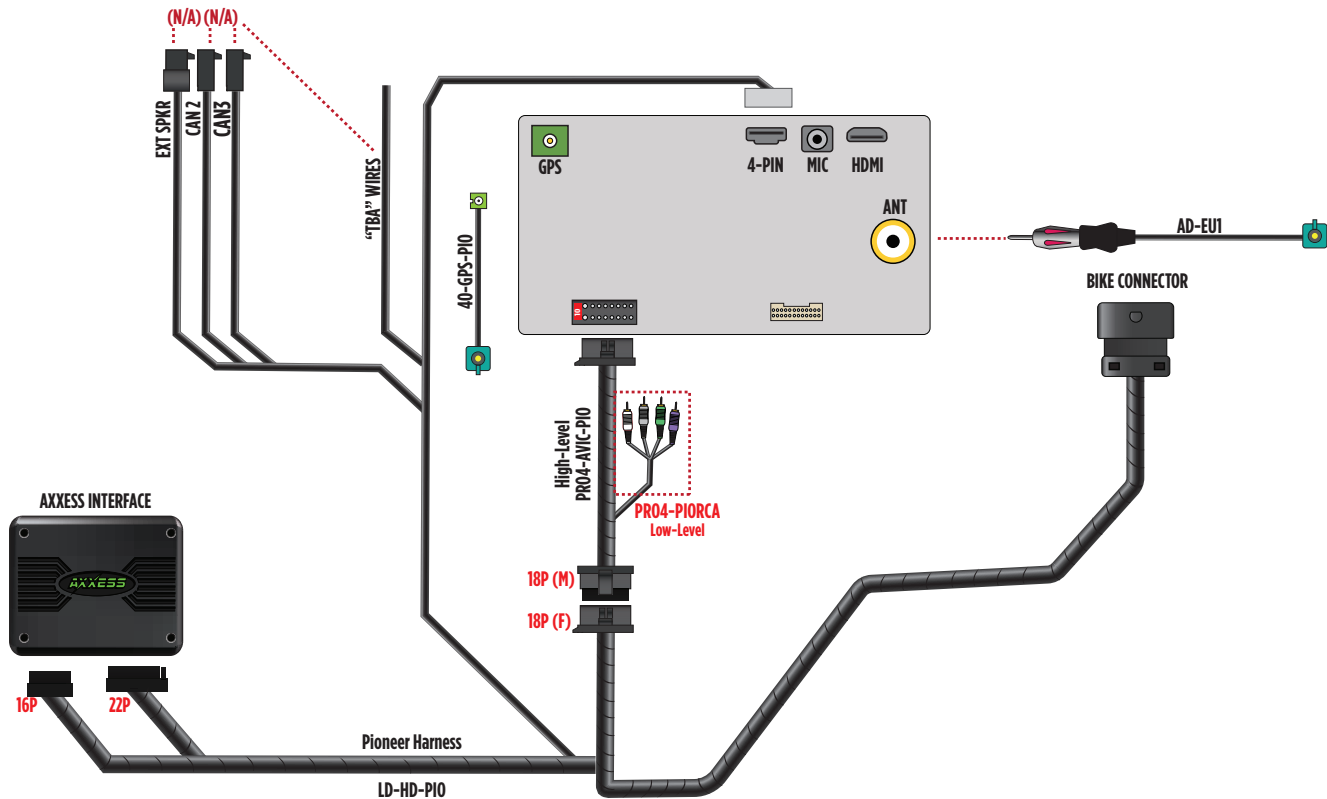 (N/A) (N/A)
EXT SPKR
CAN 2
CAN3
"TBA" WIRES
GPS
4-PIN
MIC
HDMI
ANT
AD-EU1
40-GPS-PIO
10
BIKE CONNECTOR
High-Level
PRO4-AVIC-PIO
PRO4-PIORCA
Low-Level
AXXESS INTERFACE
AXXESS
18P (M)
18P (F)
16P
22P
Pioneer Harness
LD-HD-PIO